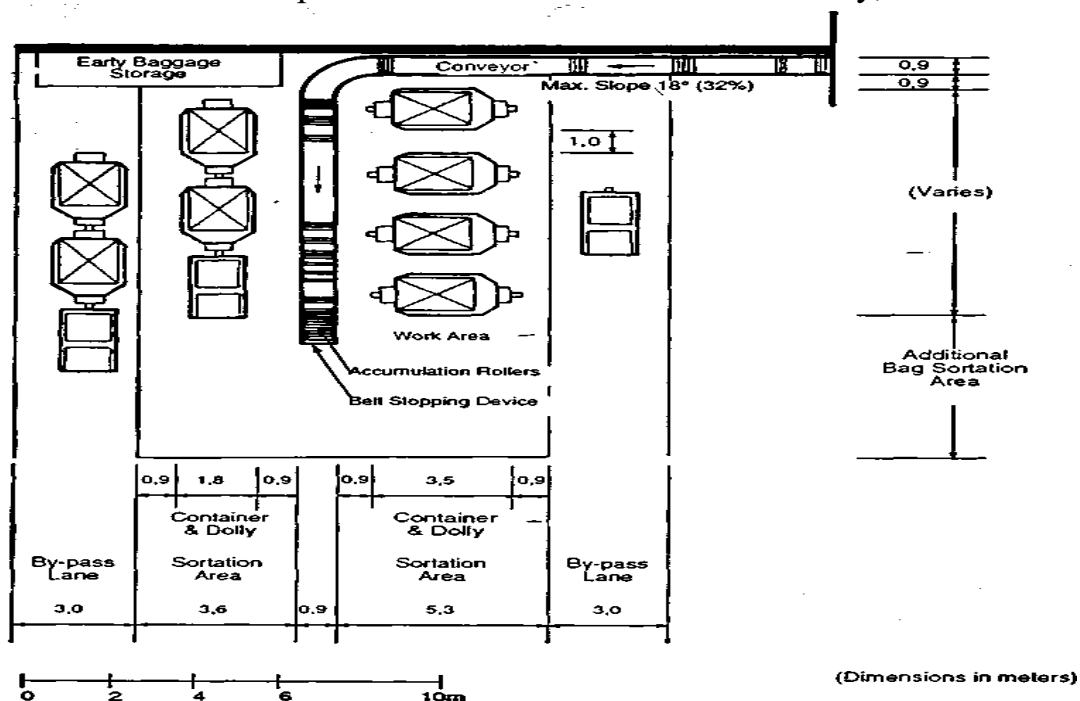 Early Baggage
Storage
Conveyor
Max. Slope 18° (32%)
0,9
0,9
1,0
(Varies)
Work Area
Accumulation Rollers
Belt Stopping Device
Additional
Bag Sortation
Area
0,9 1,8 0,9 0,9 3,5 0,9
Container
& Dolly
Container
& Dolly
By-pass
Lane
Sortation
Area
Sortation
Area
By-pass
Lane
3,0 3,6 0,9 5,3 3,0
0 2 4 6 10m
(Dimensions in meters)